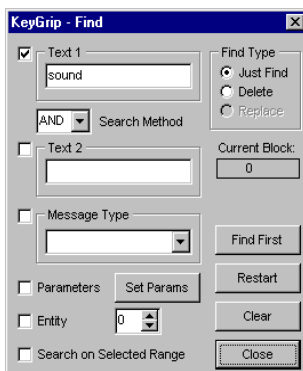 KeyGrip - Find
Text 1
sound
AND Search Method
Text 2
Message Type
Parameters Set Params
Entity 0
Search on Selected Range
Find Type
Just Find
Delete
Replace
Current Block:
0
Find First
Restart
Clear
Close